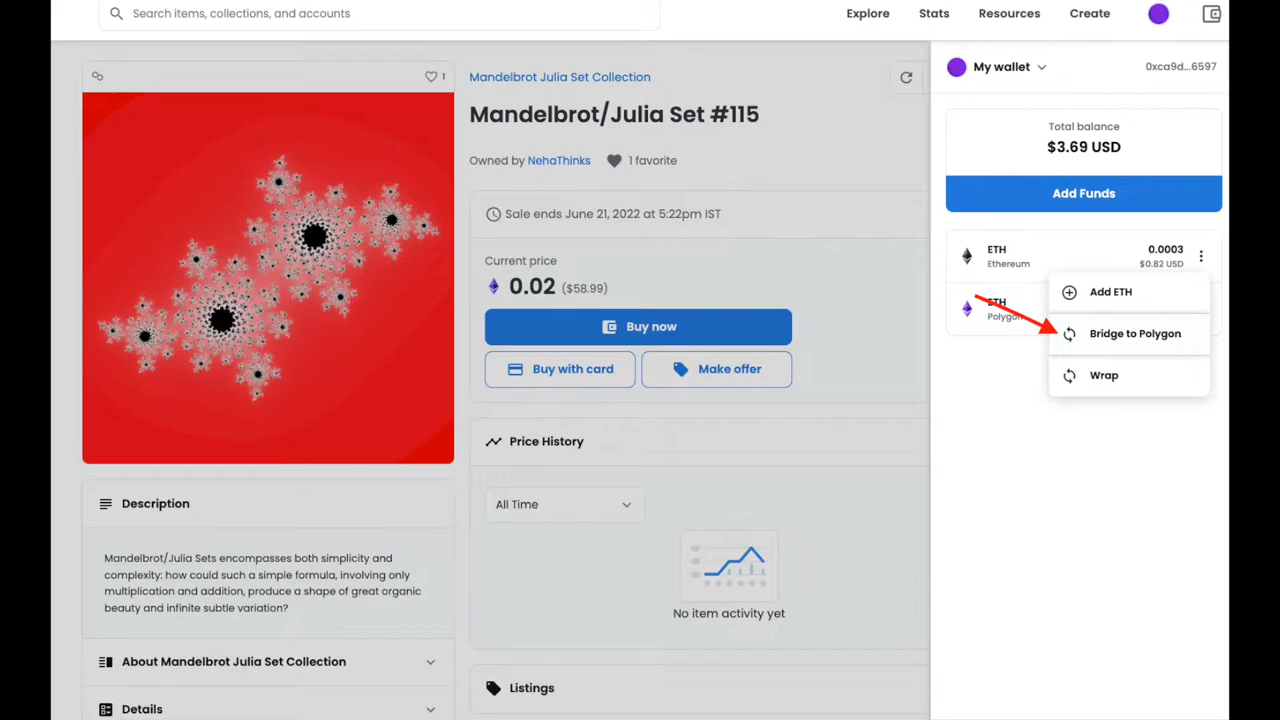 Search items, collections, and accounts
Explore
Stats
Resources
Create
1
Mandelbrot Julia Set Collection
Mandelbrot/Julia Set #115
Owned by NehaThinks
1 favorite
Sale ends June 21, 2022 at 5:22pm IST
Current price
0.02 ($58.99)
Buy now
Buy with card
Make offer
Price History
All Time
No item activity yet
Listings
Description
Mandelbrot/Julia Sets encompasses both simplicity and
complexity: how could such a simple formula, involving only
multiplication and addition, produce a shape of great organic
beauty and infinite subtle variation?
About Mandelbrot Julia Set Collection
Details
My wallet
0xca9d...6597
Total balance
$3.69 USD
Add Funds
ETH
0.0003
Ethereum
$0.82 USD
ETH
Polygon
Add ETH
Bridge to Polygon
Wrap